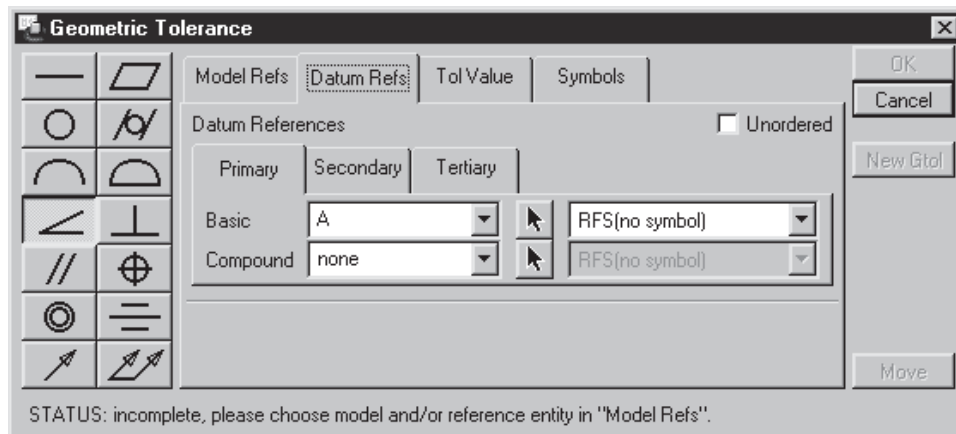 Geometric Tolerance
Model Refs Datum Refs Tol Value Symbols
OK
Cancel
Datum References Unordered
New Gtol
Primary Secondary Tertiary
Basic A RFS(no symbol)
Compound none RFS(no symbol)
Move
STATUS: incomplete, please choose model and/or reference entity in "Model Refs".